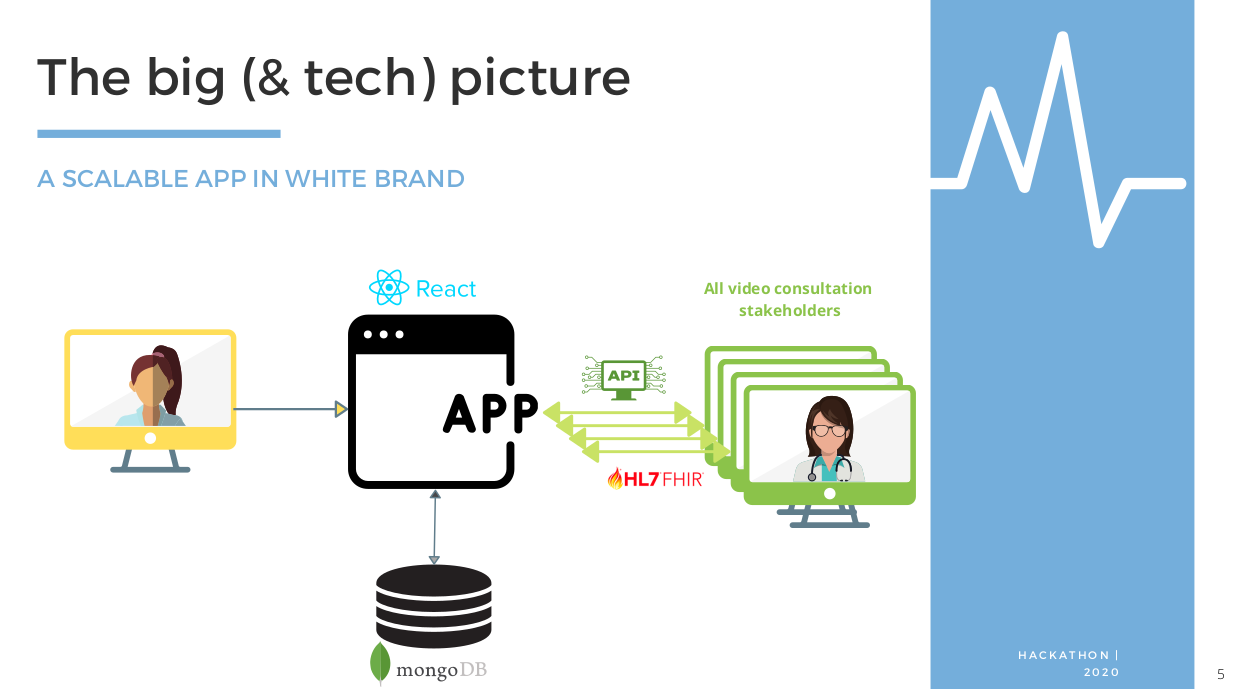 The big (& tech) picture
A SCALABLE APP IN WHITE BRAND
React
All video consultation
stakeholders
API
APP
HL7 FHIR
mongoDB
HACKATHON |
2020
5